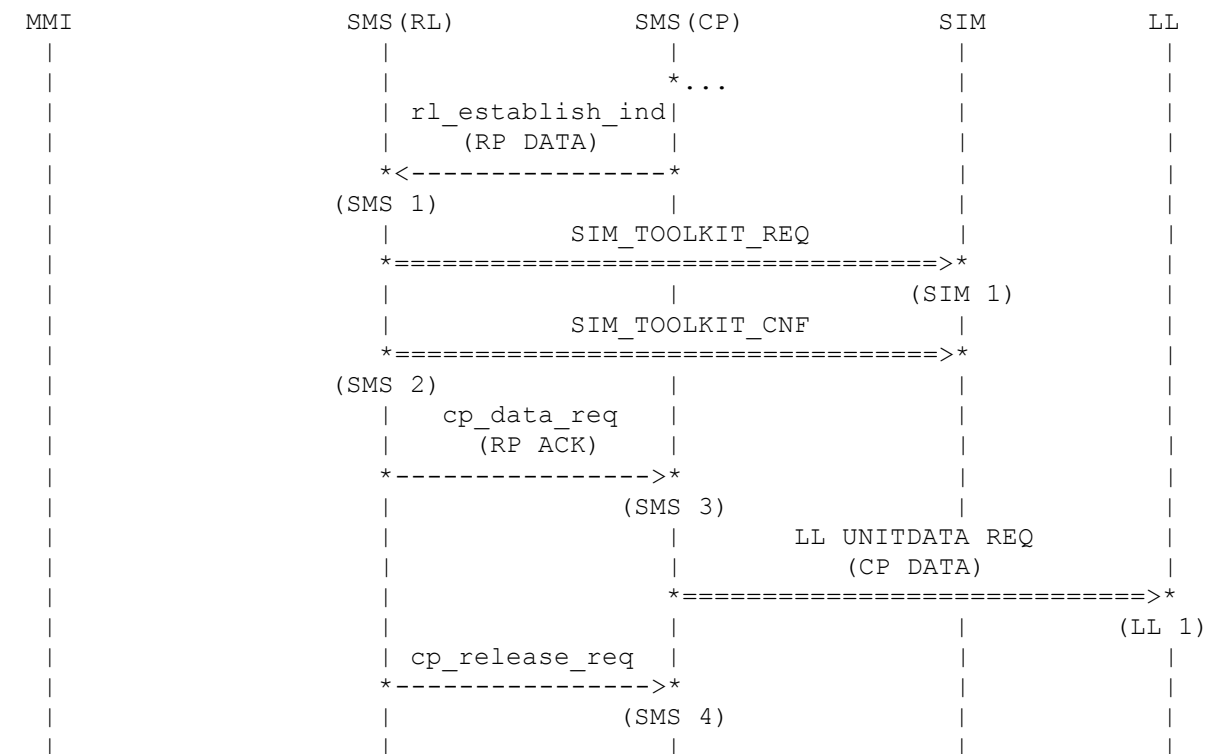 MMI SMS(RL) SMS(CP) SIM LL
*...
rl_establish_ind
(RP DATA)
*<----------------*
(SMS 1)
SIM_TOOLKIT_REQ
*==================================>*
(SIM 1)
SIM_TOOLKIT_CNF
*==================================>*
(SMS 2)
cp_data_req
(RP ACK)
*---------------->*
(SMS 3)
LL UNITDATA REQ
(CP DATA)
*=============================>*
(LL 1)
cp_release_req
*---------------->*
(SMS 4)